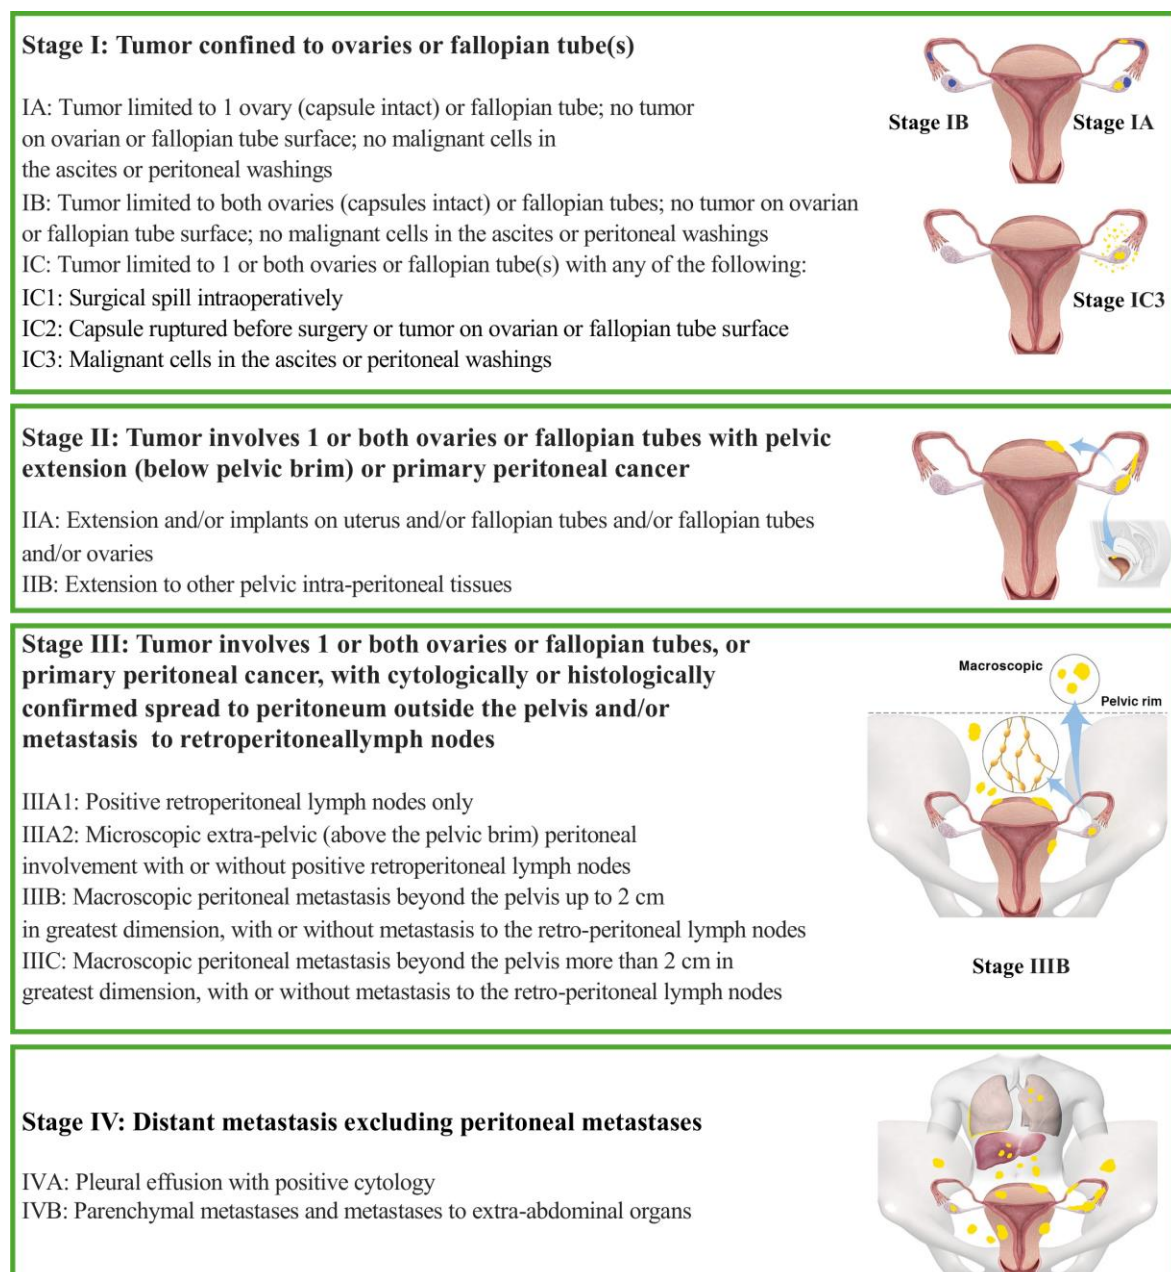 Stage I: Tumor confined to ovaries or fallopian tube(s)
IA: Tumor limited to 1 ovary (capsule intact) or fallopian tube; no tumor
on ovarian or fallopian tube surface; no malignant cells in
the ascites or peritoneal washings
IB: Tumor limited to both ovaries (capsules intact) or fallopian tubes; no tumor on ovarian
or fallopian tube surface; no malignant cells in the ascites or peritoneal washings
IC: Tumor limited to 1 or both ovaries or fallopian tube(s) with any of the following:
IC1: Surgical spill intraoperatively
IC2: Capsule ruptured before surgery or tumor on ovarian or fallopian tube surface
IC3: Malignant cells in the ascites or peritoneal washings
Stage IB
Stage IA
Stage IC3
Stage II: Tumor involves 1 or both ovaries or fallopian tubes with pelvic
extension (below pelvic brim) or primary peritoneal cancer
IIA: Extension and/or implants on uterus and/or fallopian tubes and/or fallopian tubes
and/or ovaries
IIB: Extension to other pelvic intra-peritoneal tissues
Stage III: Tumor involves 1 or both ovaries or fallopian tubes, or
primary peritoneal cancer, with cytologically or histologically
confirmed spread to peritoneum outside the pelvis and/or
metastasis to retroperitoneallymph nodes
IIIA1: Positive retroperitoneal lymph nodes only
IIIA2: Microscopic extra-pelvic (above the pelvic brim) peritoneal
involvement with or without positive retroperitoneal lymph nodes
IIIB: Macroscopic peritoneal metastasis beyond the pelvis up to 2 cm
in greatest dimension, with or without metastasis to the retro-peritoneal lymph nodes
IIIC: Macroscopic peritoneal metastasis beyond the pelvis more than 2 cm in
greatest dimension, with or without metastasis to the retro-peritoneal lymph nodes
Macroscopic
Pelvic rim
Stage IIIB
Stage IV: Distant metastasis excluding peritoneal metastases
IVA: Pleural effusion with positive cytology
IVB: Parenchymal metastases and metastases to extra-abdominal organs